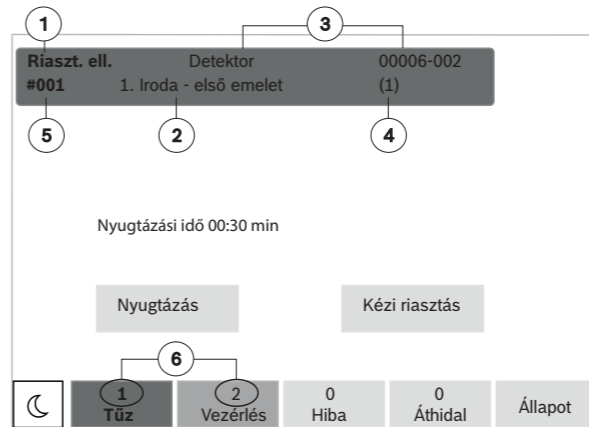 1 3
Riaszt. ell. Detektor 00006-002
#001 1. Iroda - első emelet (1)
5 2 4
Nyugtázási idő 00:30 min
Nyugtázás Kézi riasztás
6
1 2 0 0
Tűz Vezérlés Hiba Áthidal Állapot